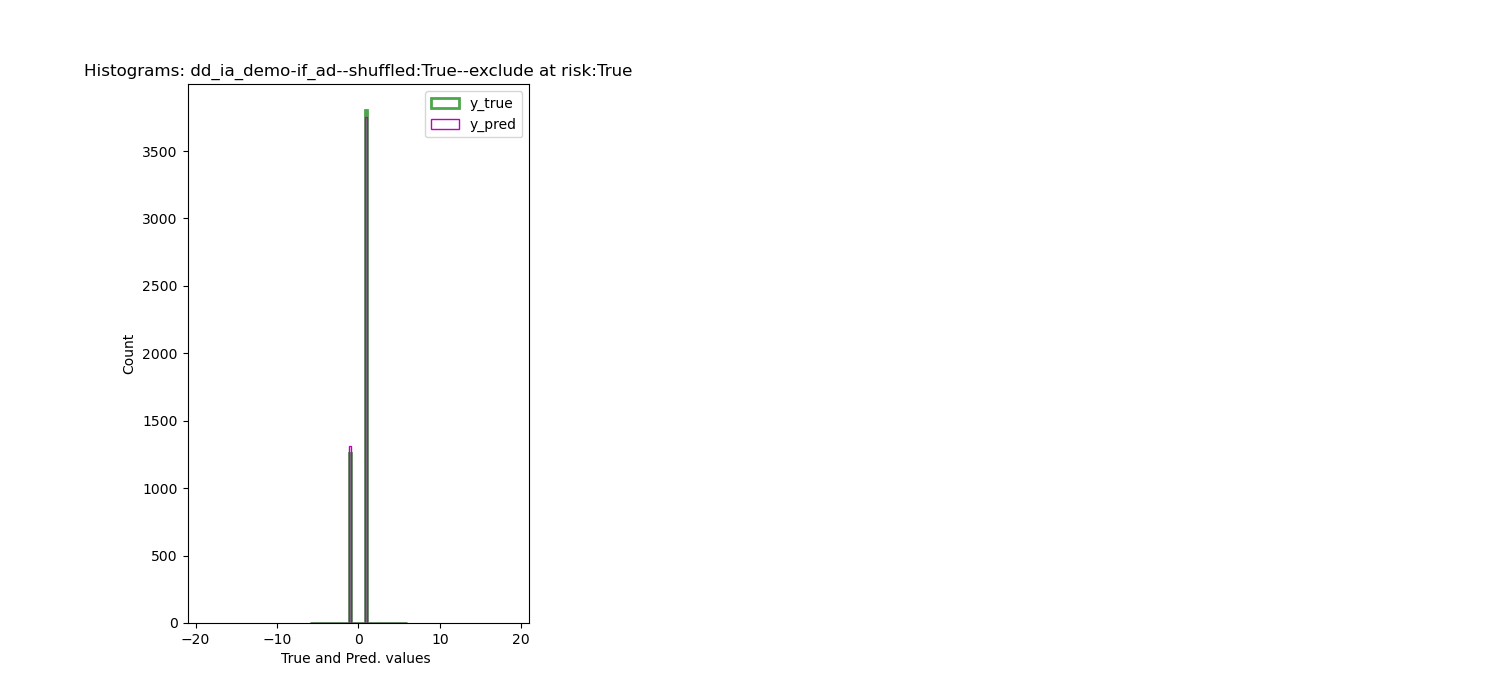 Histograms: dd_ia_demo-if_ad--shuffled:True--exclude at risk:True
y_true
y_pred
3500
3000
2500
2000
1500
1000
500
0
Count
−20
−10
0
10
20
True and Pred. values